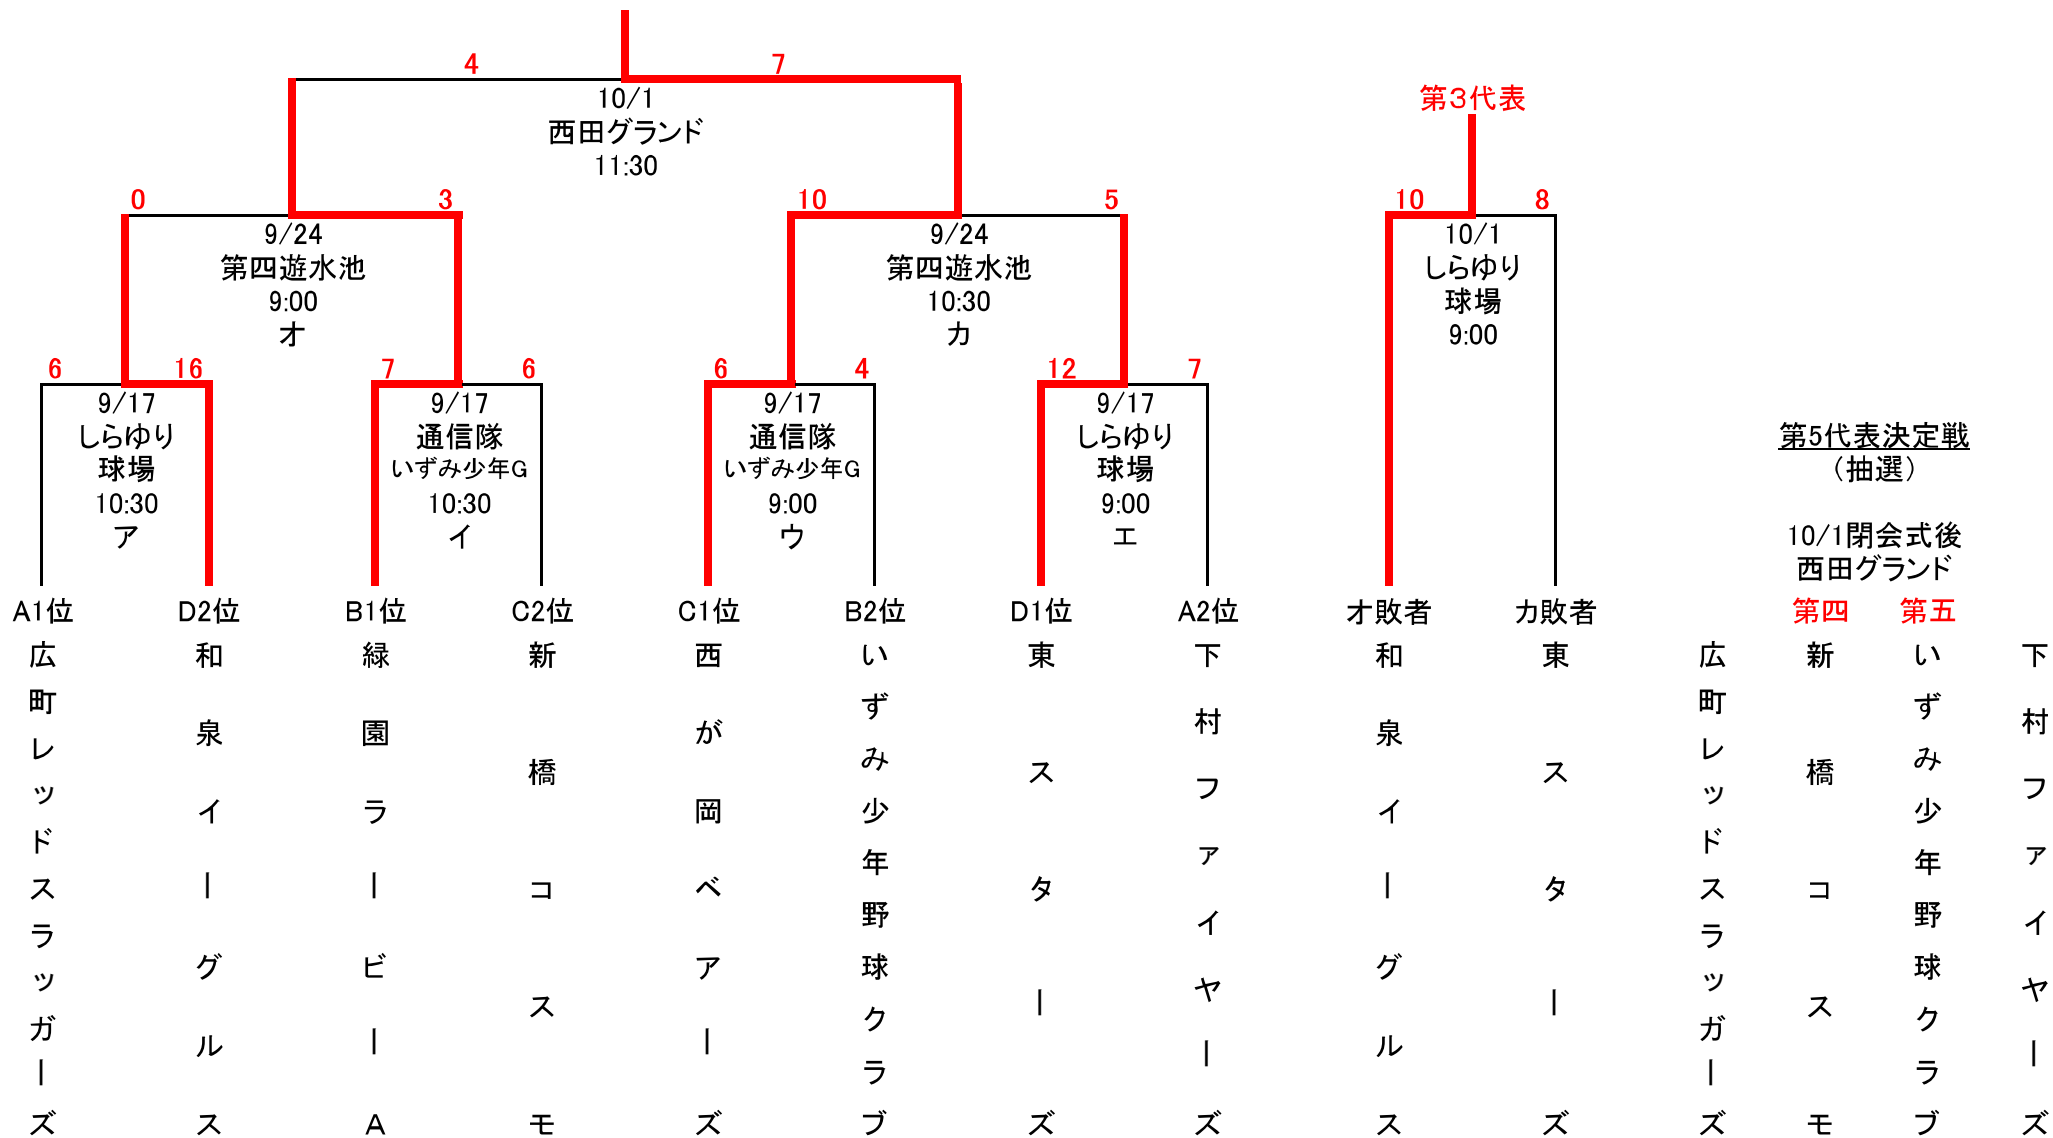 4 7
10/1
西田グランド
11:30
第3代表
0 3 10 5 10 8
9/24
第四遊水池
9:00
オ
9/24
第四遊水池
10:30
カ
10/1
しらゆり
球場
9:00
6 16 7 6 6 4 12 7
9/17
しらゆり
球場
10:30
ア
9/17
通信隊
いずみ少年G
10:30
イ
9/17
通信隊
いずみ少年G
9:00
ウ
9/17
しらゆり
球場
9:00
エ
第5代表決定戦
（抽選）
10/1閉会式後
西田グランド
A1位 D2位 B1位 C2位 C1位 B2位 D1位 A2位 オ敗者 カ敗者 第四 第五
広町レッドスラッガーズ
和泉イーグルス
緑園ラービーA
新橋コスモ
西が岡ベアーズ
いずみ少年野球クラブ
東スターズ
下村ファイヤーズ
和泉イーグルス
東スターズ
広町レッドスラッガーズ
新橋コスモ
いずみ少年野球クラブ
下村ファイヤーズ